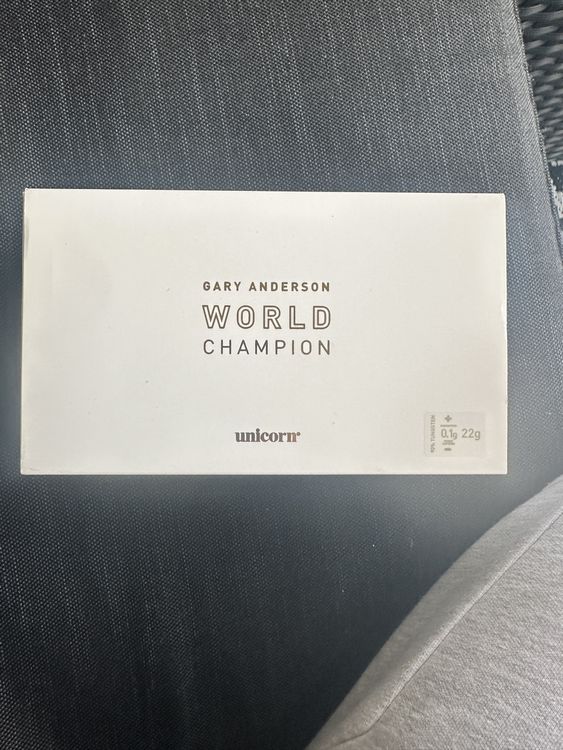 GARY ANDERSON
WORLD
CHAMPION
unicorn®
90% TUNGSTEN
+
0.1g 22g
-